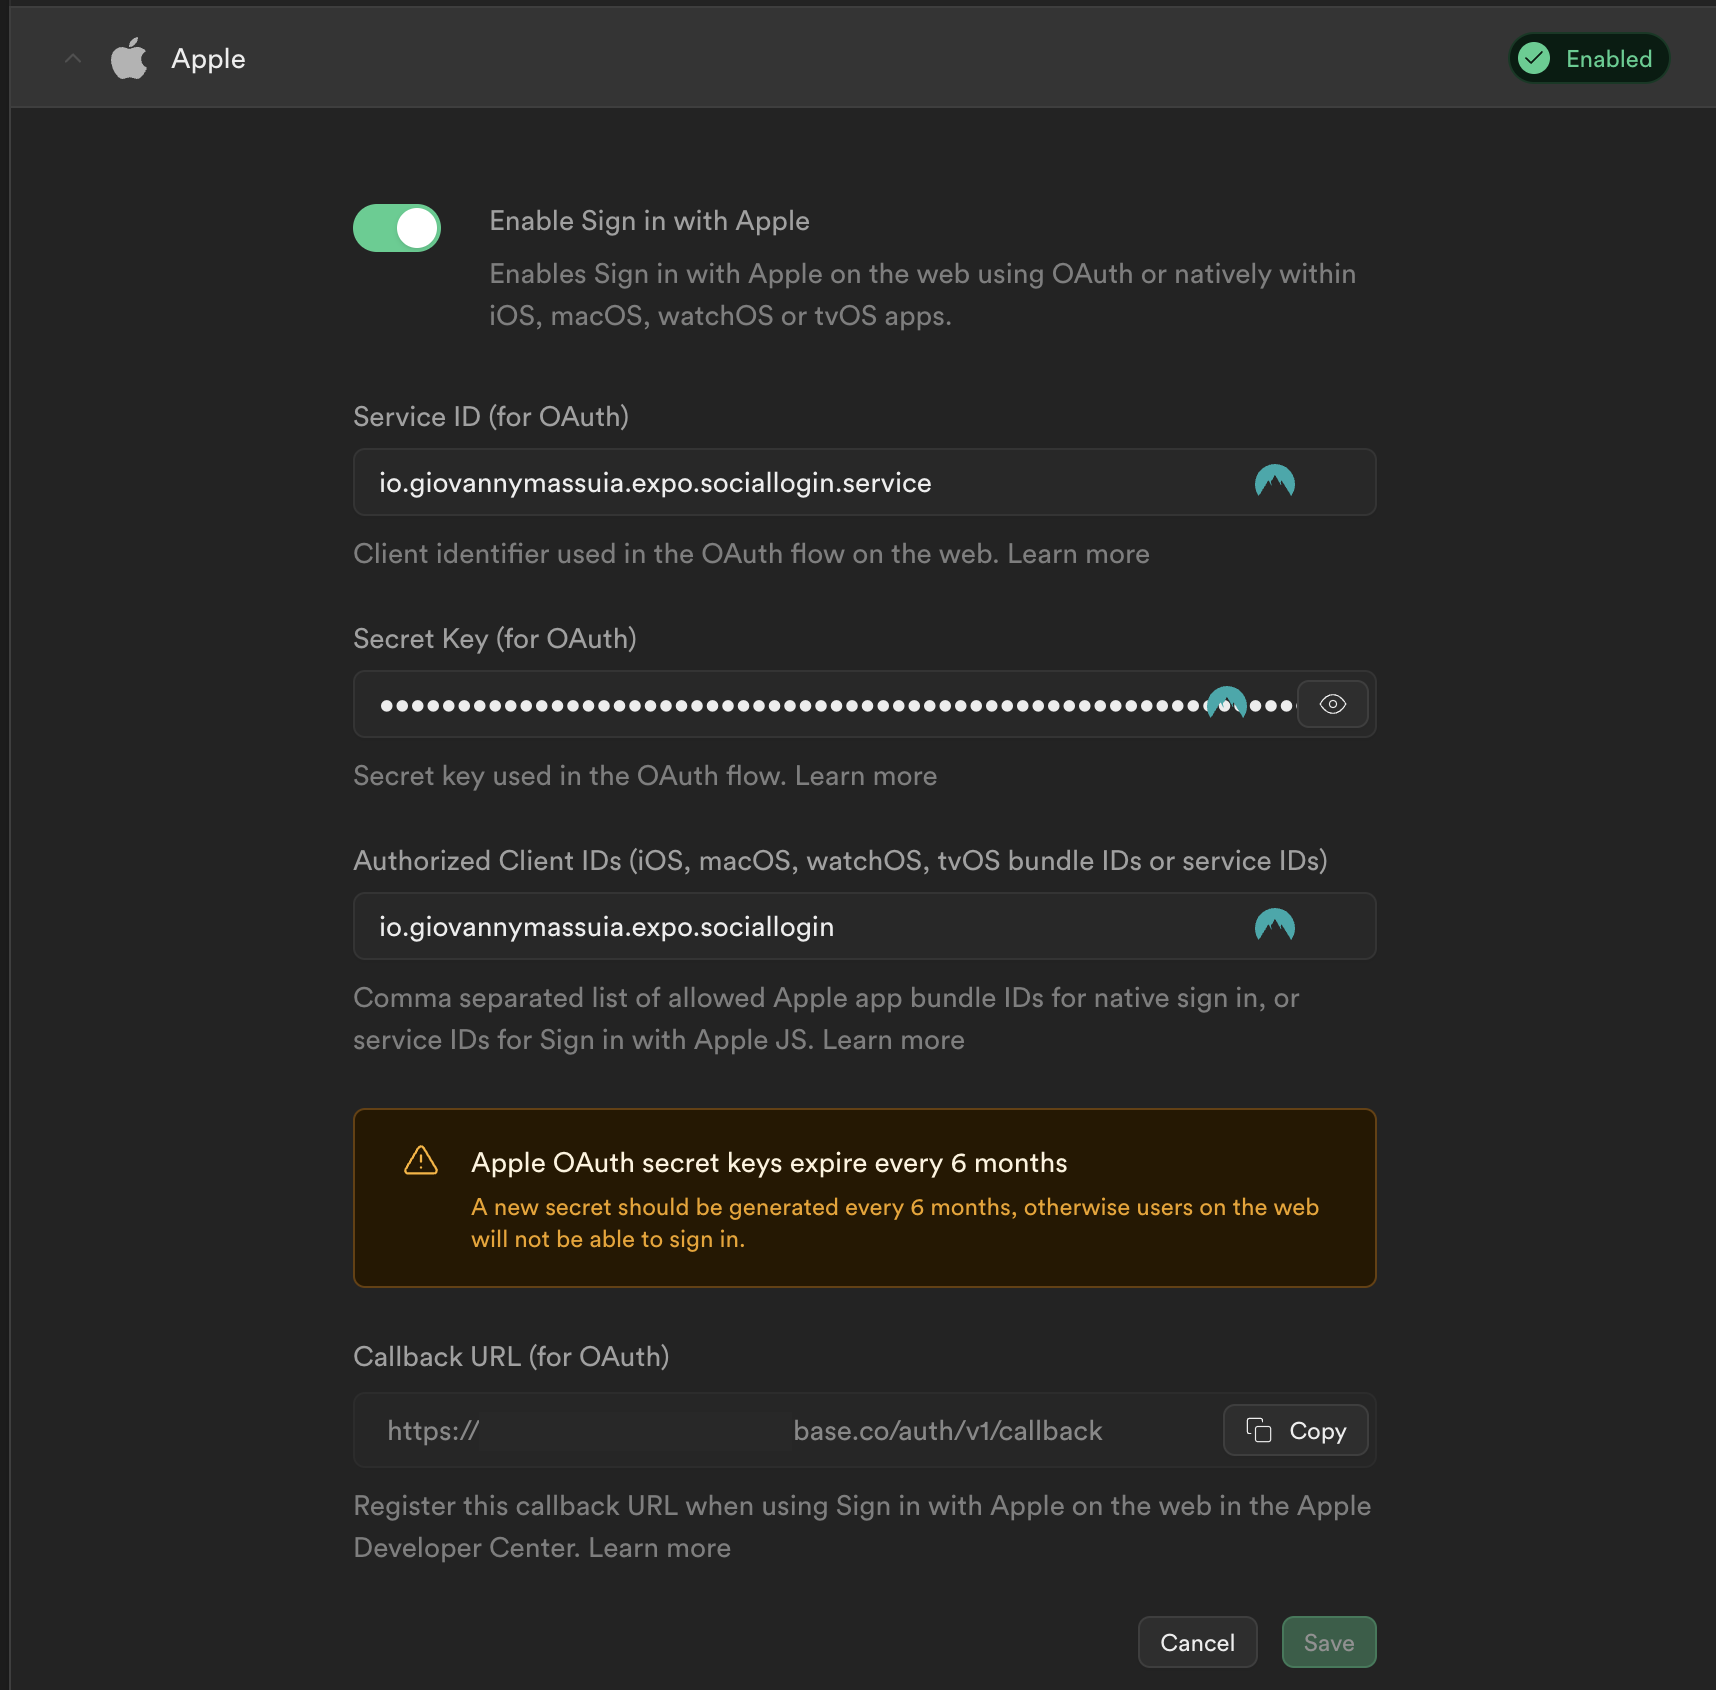 Apple
Enabled
Enable Sign in with Apple
Enables Sign in with Apple on the web using OAuth or natively within
iOS, macOS, watchOS or tvOS apps.
Service ID (for OAuth)
io.giovannymassuia.expo.sociallogin.service
Client identifier used in the OAuth flow on the web. Learn more
Secret Key (for OAuth)
Secret key used in the OAuth flow. Learn more
Authorized Client IDs (iOS, macOS, watchOS, tvOS bundle IDs or service IDs)
io.giovannymassuia.expo.sociallogin
Comma separated list of allowed Apple app bundle IDs for native sign in, or
service IDs for Sign in with Apple JS. Learn more
Apple OAuth secret keys expire every 6 months
A new secret should be generated every 6 months, otherwise users on the web
will not be able to sign in.
Callback URL (for OAuth)
https:// base.co/auth/v1/callback
Copy
Register this callback URL when using Sign in with Apple on the web in the Apple
Developer Center. Learn more
Cancel
Save